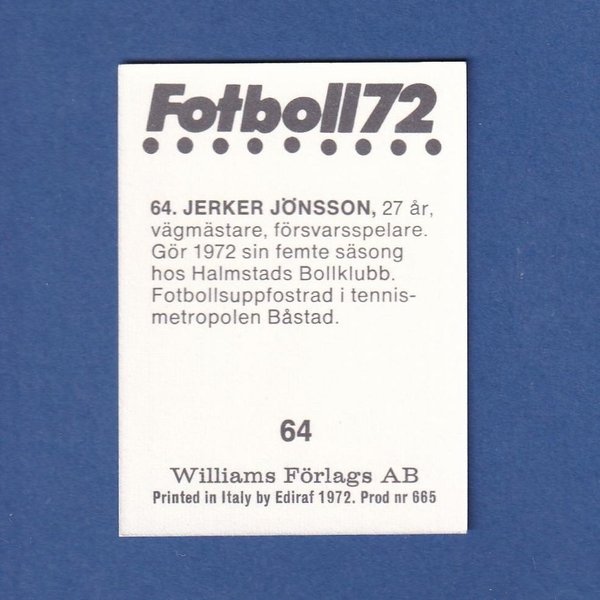 Fotboll72
64. JERKER JÖNSSON, 27 år,
vägmästare, försvarsspelare.
Gör 1972 sin femte säsong
hos Halmstads Bollklubb.
Fotbollsuppfostrad i tennis-
metropolen Båstad.
64
Williams Förlags AB
Printed in Italy by Ediraf 1972. Prod nr 665